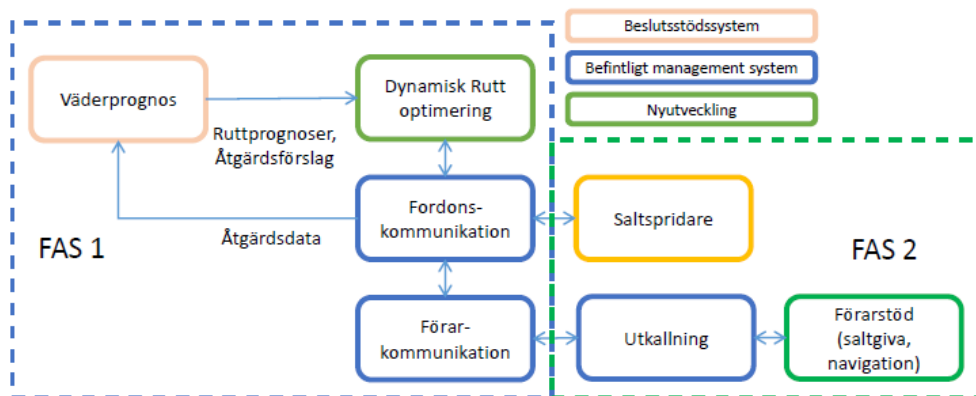 Beslutsstödssystem
Befintligt management system
Nyutveckling
Väderprognos
Dynamisk Rutt
optimering
Ruttprognoser,
Åtgärdsförslag
Fordons-
kommunikation
Saltspridare
Åtgärdsdata
FAS 1
FAS 2
Förar-
kommunikation
Utkallning
Förarstöd
(saltgiva,
navigation)